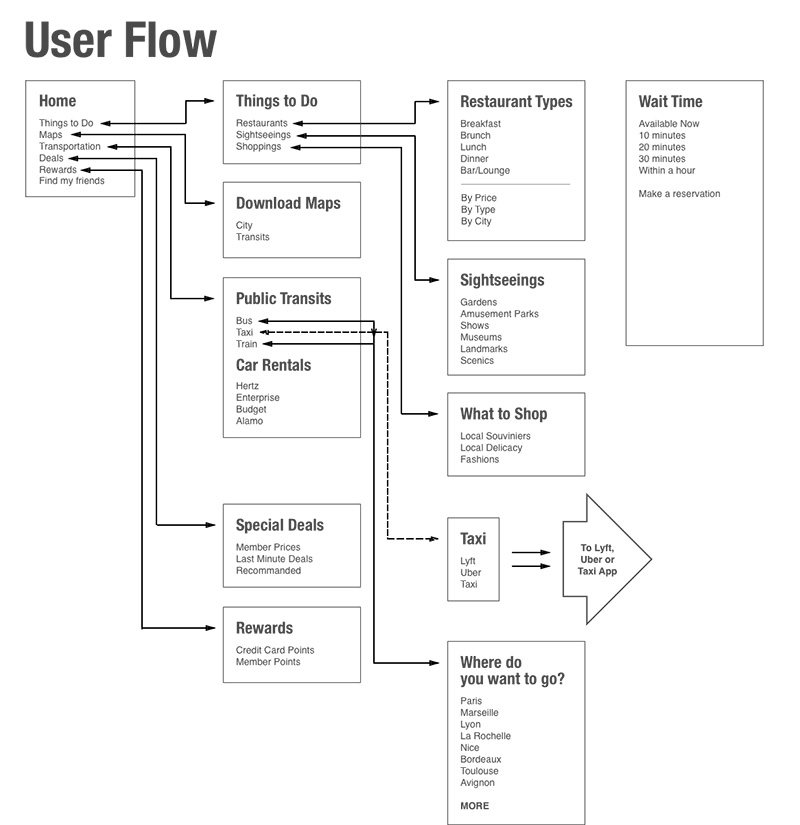 User Flow
Home
Things to Do
Maps
Transportation
Deals
Rewards
Find my friends
Things to Do
Restaurants
Sightseeings
Shoppings
Download Maps
City
Transits
Public Transits
Bus
Taxi
Train
Car Rentals
Hertz
Enterprise
Budget
Alamo
Special Deals
Member Prices
Last Minute Deals
Recommanded
Rewards
Credit Card Points
Member Points
Restaurant Types
Breakfast
Brunch
Lunch
Dinner
Bar/Lounge
By Price
By Type
By City
Sightseeings
Gardens
Amusement Parks
Shows
Museums
Landmarks
Scenics
What to Shop
Local Souviniers
Local Delicacy
Fashions
Taxi
Lyft
Uber
Taxi
To Lyft,
Uber or
Taxi App
Where do
you want to go?
Paris
Marseille
Lyon
La Rochelle
Nice
Bordeaux
Toulouse
Avignon
MORE
Wait Time
Available Now
10 minutes
20 minutes
30 minutes
Within a hour
Make a reservation